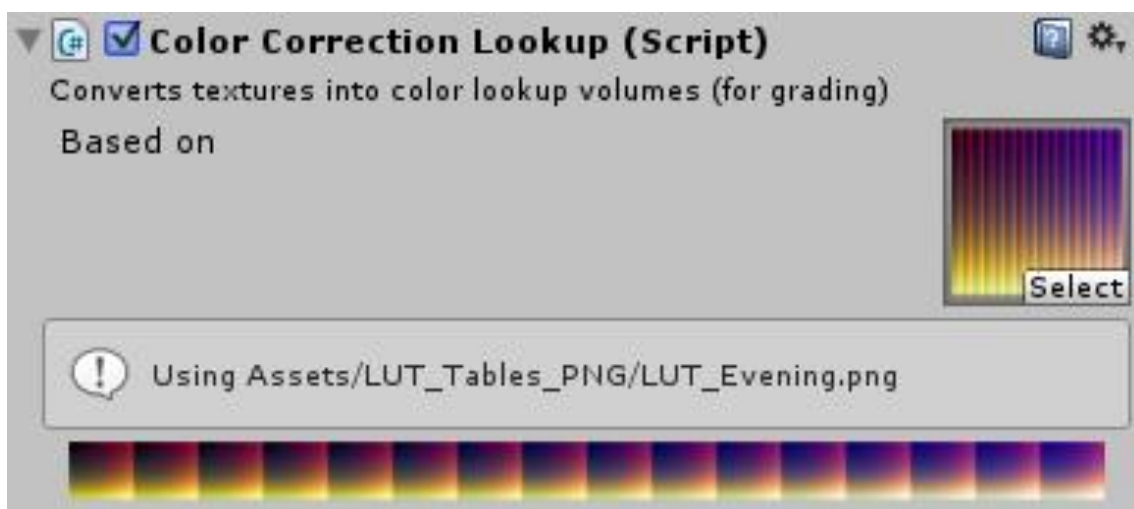 Color Correction Lookup (Script)
Converts textures into color lookup volumes (for grading)
Based on
Select
Using Assets/LUT_Tables_PNG/LUT_Evening.png